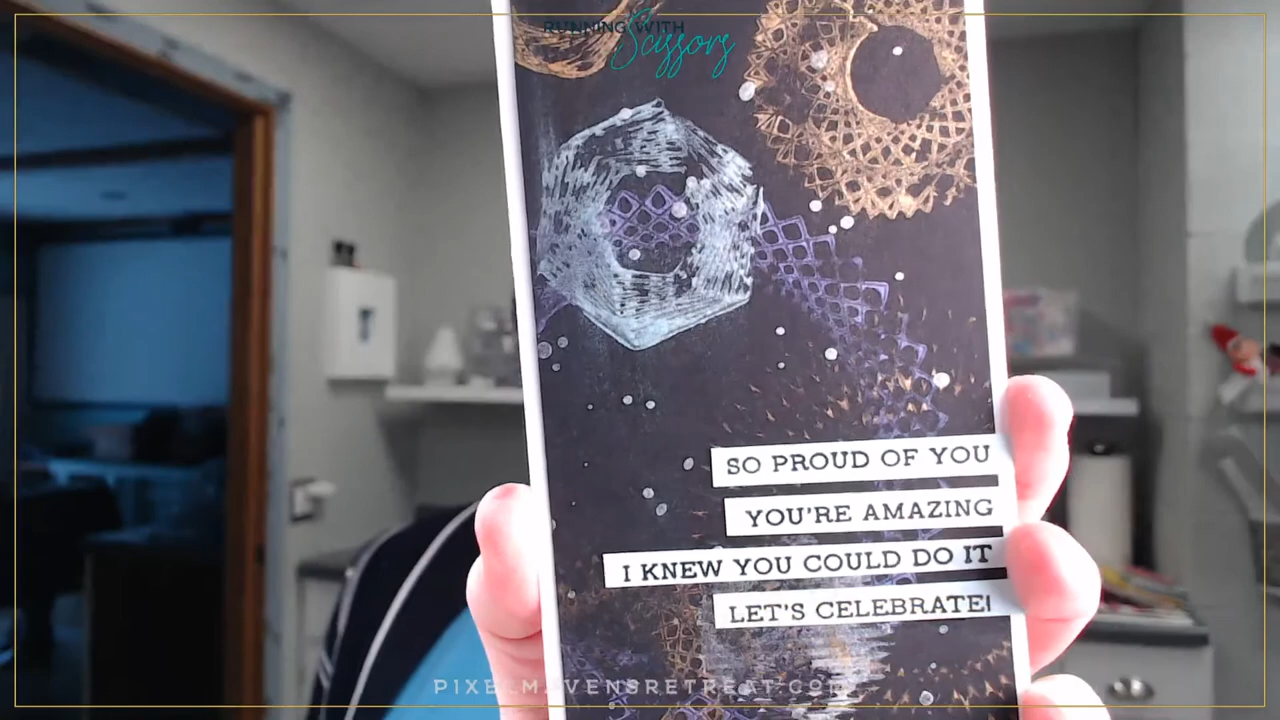 RUNNING WITH
Scissors
SO PROUD OF YOU
YOU'RE AMAZING
I KNEW YOU COULD DO IT
LET'S CELEBRATE!
PIXELMAVENSRETREAT.COM